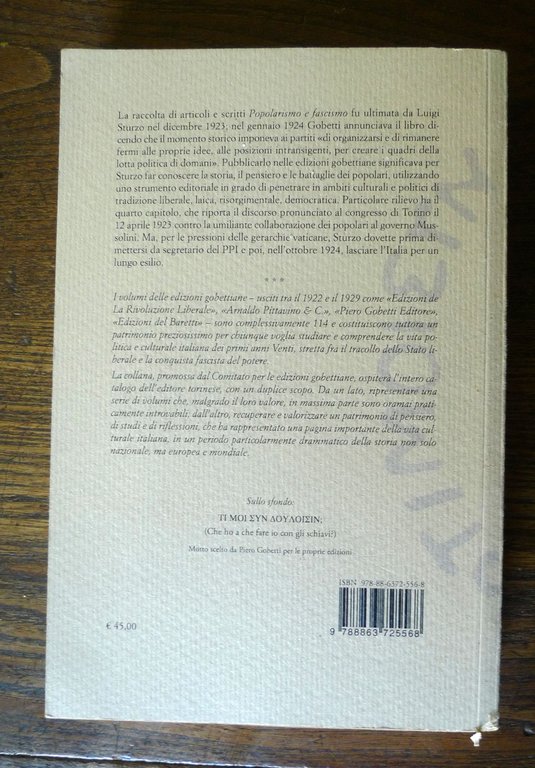 La raccolta di articoli e scritti Popolarismo e fascismo fu ultimata da Luigi
Sturzo nel dicembre 1923, nel gennaio 1924 Gobetti annunciava il libro di-
cendo che il momento storico imponeva ai partiti «di organizzarsi e di rimanere
fermi alle proprie idee, alle posizioni intransigenti, per creare i quadri della
lotta politica di domani». Pubblicarlo nelle edizioni gobettiane significava per
Sturzo far conoscere la storia, il pensiero e le battaglie dei popolari, utilizzando
uno strumento editoriale in grado di penetrare in ambiti culturali e politici di
tradizione liberale, laica, risorgimentale, democratica. Particolare rilievo ha il
quarto capitolo, che riporta il discorso pronunciato al congresso di Torino il
12 aprile 1923 contro la umiliante collaborazione dei popolari al governo Mus-
solini. Ma, per le pressioni delle gerarchie vaticane, Sturzo dovette prima di-
mettersi da segretario del PPI e poi, nell'ottobre 1924, lasciare l'Italia per un
lungo esilio.
***
I volumi delle edizioni gobettiane – usciti tra il 1922 e il 1929 come «Edizioni de
La Rivoluzione Liberale», «Arnaldo Pittavino & C.», «Piero Gobetti Editore»,
«Edizioni del Baretti» – sono complessivamente 114 e costituiscono tuttora un
patrimonio preziosissimo per chiunque voglia studiare e comprendere la vita po-
litica e culturale italiana dei primi anni Venti, stretta fra il tracollo dello Stato li-
berale e la conquista fascista del potere.
La collana, promossa dal Comitato per le edizioni gobettiane, ospiterà l'intero ca-
talogo dell'editore torinese, con un duplice scopo. Da un lato, ripresentare una
serie di volumi che, malgrado il loro valore, in massima parte sono oramai prati-
camente introvabili, dall'altro, recuperare e valorizzare un patrimonio di pensiero,
di studi e di riflessioni, che ha rappresentato una pagina importante della vita cul-
turale italiana, in un periodo particolarmente drammatico della storia non solo
nazionale, ma europea e mondiale.
Sullo sfondo:
ΤΙ ΜΟΙ ΣΥΝ ΔΟΥΛΟΙΣΙΝ;
(Che ho a che fare io con gli schiavi?)
Motto scelto da Piero Gobetti per le proprie edizioni
ISBN 978-88-6372-556-8
€ 45,00
9 788863 725568